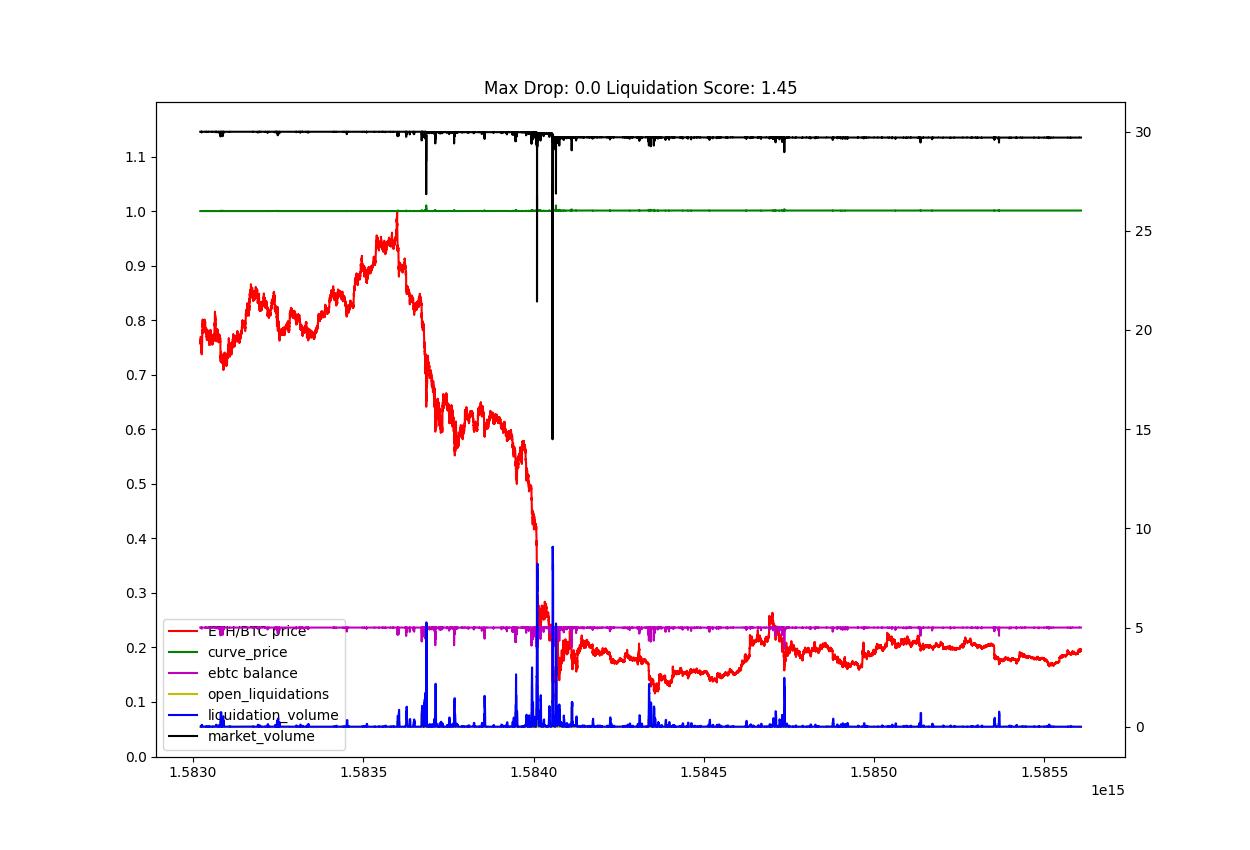 Max Drop: 0.0 Liquidation Score: 1.45
1.1
1.0
0.9
0.8
0.7
0.6
0.5
0.4
0.3
0.2
0.1
0.0
30
25
20
15
10
5
0
ETH/BTC price
curve_price
ebtc balance
open_liquidations
liquidation_volume
market_volume
1.5830 1.5835 1.5840 1.5845 1.5850 1.5855
1e15